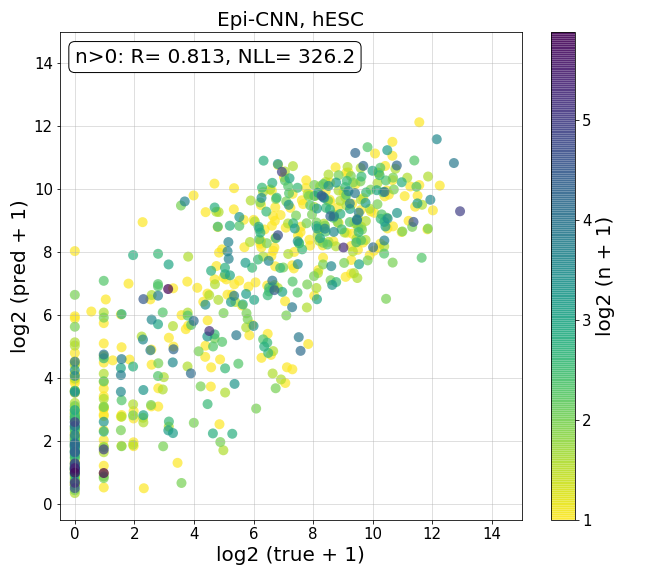 Epi-CNN, hESC
n>0: R= 0.813, NLL= 326.2
14
12
10
8
6
4
2
0
log2 (pred + 1)
0 2 4 6 8 10 12 14
log2 (true + 1)
5
4
3
2
1
log2 (n + 1)